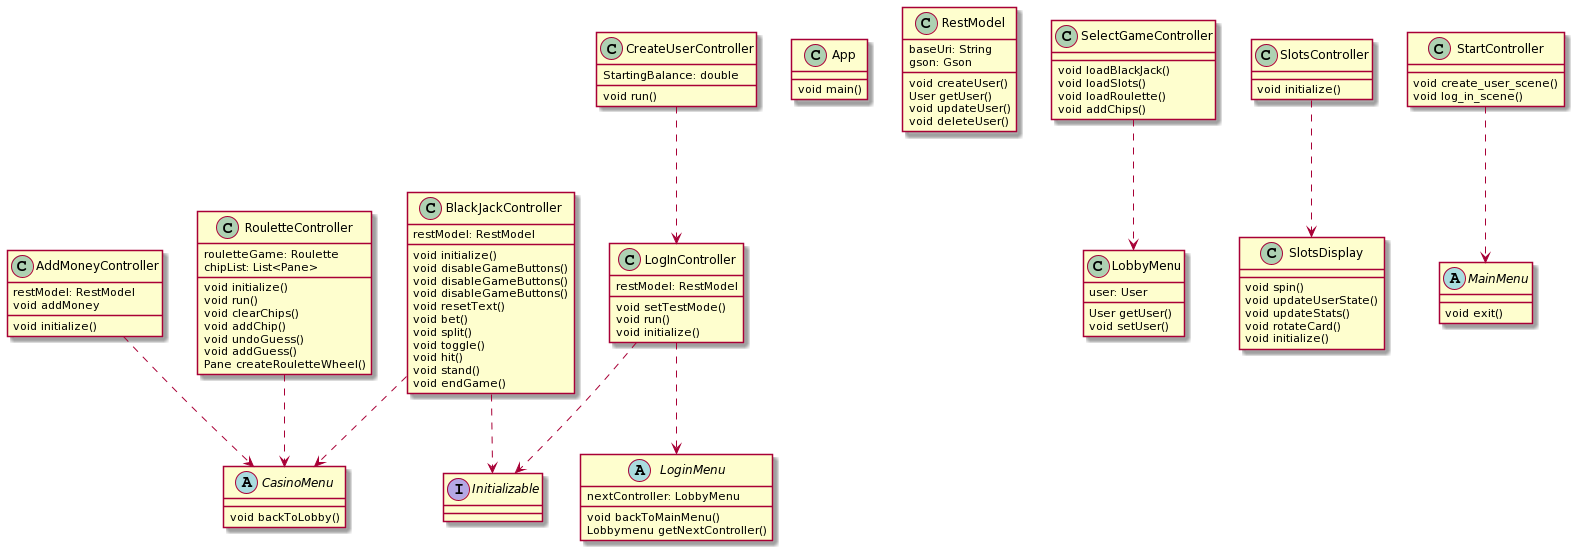 C CreateUserController
StartingBalance: double
void run()
C App
void main()
C RestModel
baseUri: String
gson: Gson
void createUser()
User getUser()
void updateUser()
void deleteUser()
C SelectGameController
void loadBlackJack()
void loadSlots()
void loadRoulette()
void addChips()
C SlotsController
void initialize()
C StartController
void create_user_scene()
void log_in_scene()
C AddMoneyController
restModel: RestModel
void addMoney
void initialize()
C RouletteController
rouletteGame: Roulette
chipList: List<Pane>
void initialize()
void run()
void clearChips()
void addChip()
void undoGuess()
void addGuess()
Pane createRouletteWheel()
C BlackJackController
restModel: RestModel
void initialize()
void disableGameButtons()
void disableGameButtons()
void disableGameButtons()
void resetText()
void bet()
void split()
void toggle()
void hit()
void stand()
void endGame()
C LogInController
restModel: RestModel
void setTestMode()
void run()
void initialize()
C LobbyMenu
user: User
User getUser()
void setUser()
C SlotsDisplay
void spin()
void updateUserState()
void updateStats()
void rotateCard()
void initialize()
A MainMenu
void exit()
A CasinoMenu
void backToLobby()
I Initializable
A LoginMenu
nextController: LobbyMenu
void backToMainMenu()
Lobbymenu getNextController()